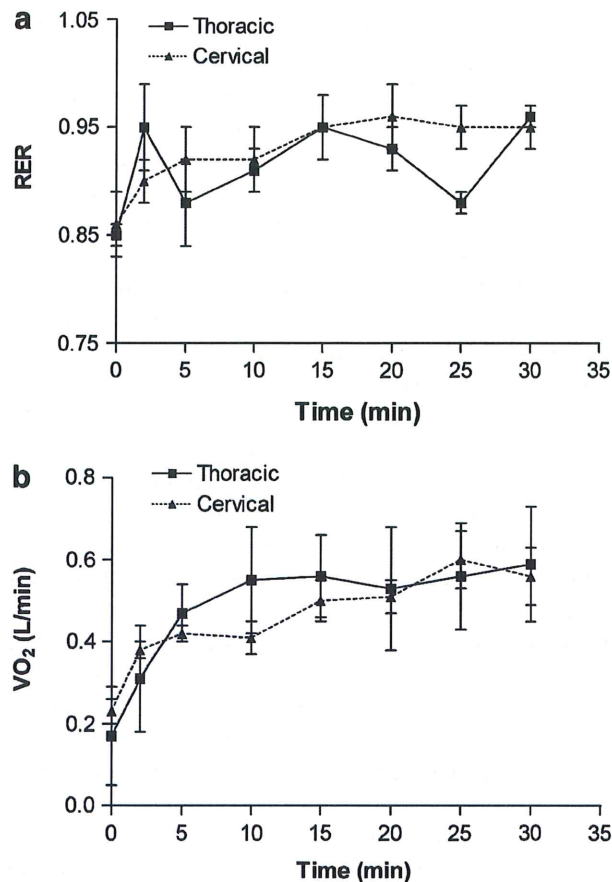 a
Thoracic
Cervical
1.05
0.95
0.85
0.75
RER
0 5 10 15 20 25 30 35
Time (min)
b
Thoracic
Cervical
0.8
0.6
0.4
0.2
0.0
VO₂ (L/min)
0 5 10 15 20 25 30 35
Time (min)